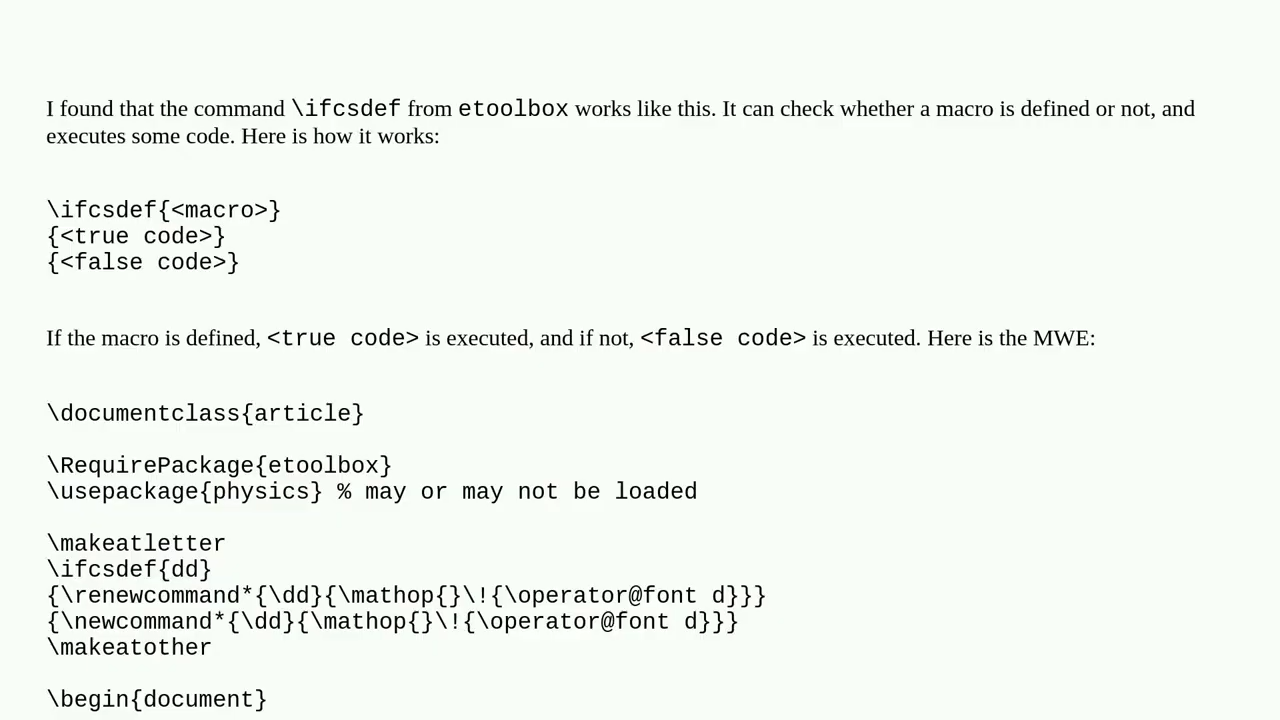 I found that the command \ifcsdef from etoolbox works like this. It can check whether a macro is defined or not, and
executes some code. Here is how it works:
\ifcsdef{<macro>}
{<true code>}
{<false code>}
If the macro is defined, <true code> is executed, and if not, <false code> is executed. Here is the MWE:
\documentclass{article}
\RequirePackage{etoolbox}
\usepackage{physics} % may or may not be loaded
\makeatletter
\ifcsdef{dd}
{\renewcommand*{\dd}{\mathop{}\!{\operator@font d}}}
{\newcommand*{\dd}{\mathop{}\!{\operator@font d}}}
\makeatother
\begin{document}